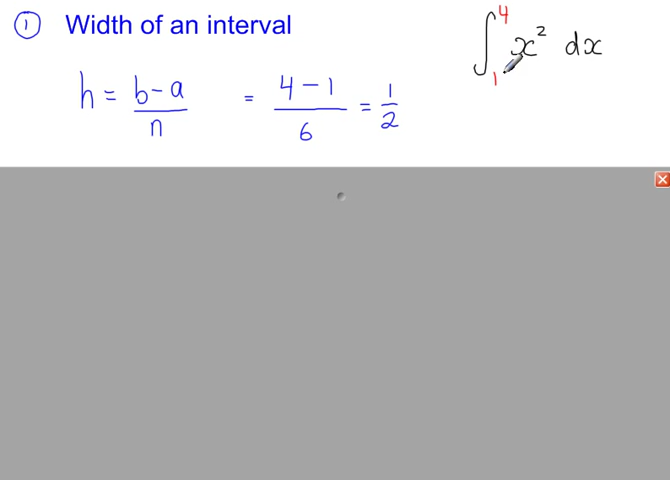 ① Width of an interval
∫₁⁴ x² dx
h = b-a/n = 4-1/6 = 1/2